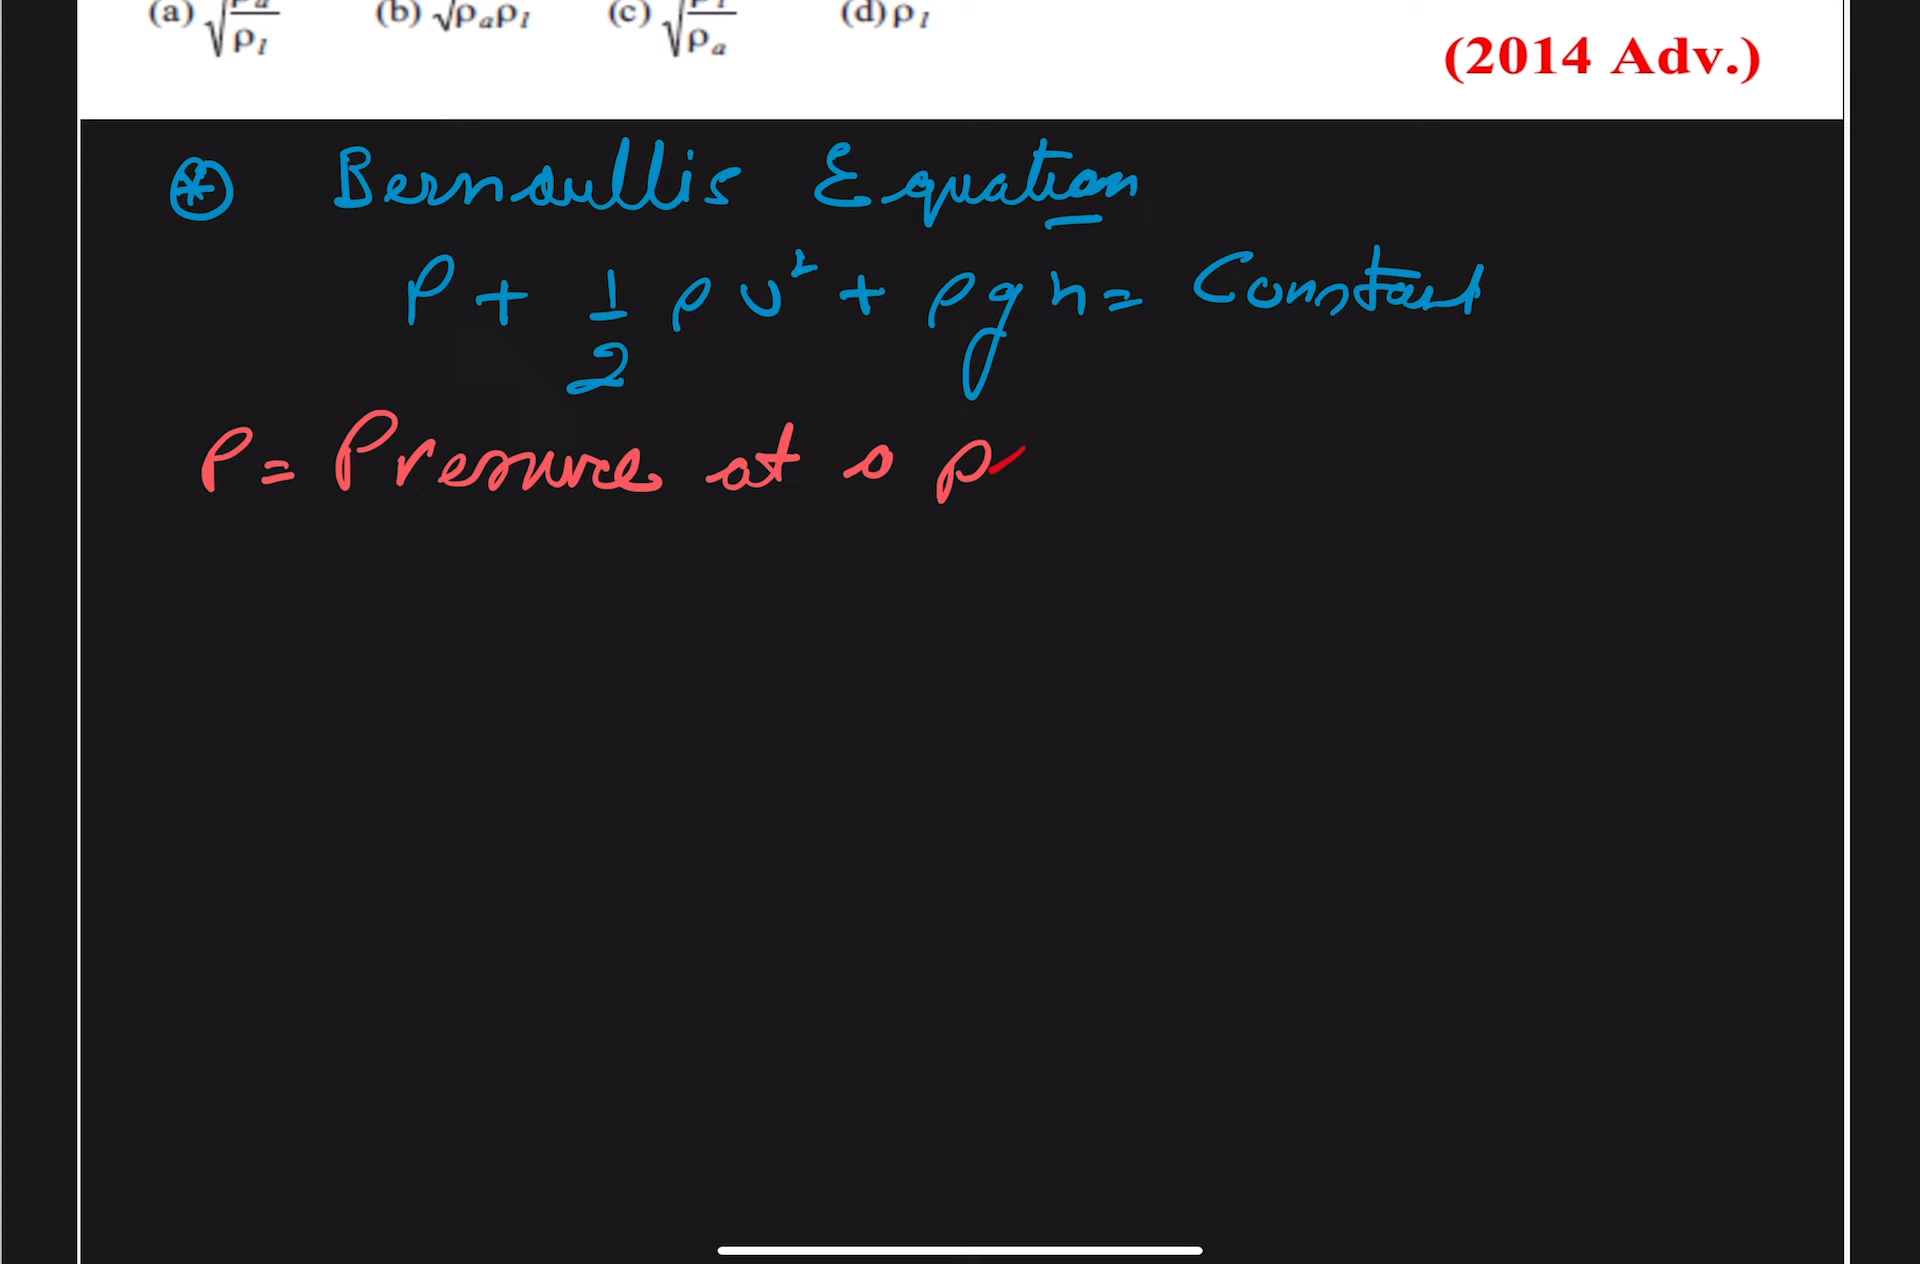 (a) √ρₐ/ρₗ (b) √ρₐρₗ (c) √ρₗ/ρₐ (d) ρₗ
(2014 Adv.)
⊛ Bernoullis Equation
P + 1/2 ρv² + ρgh = Constant
P = Pressure at a p